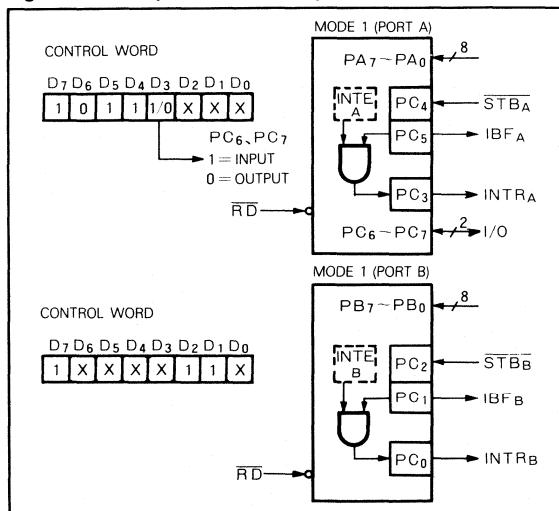 MODE 1 (PORT A)
CONTROL WORD
D7 D6 D5 D4 D3 D2 D1 D0
1 0 1 1 1/0 X X X
PC6、PC7
1 = INPUT
0 = OUTPUT
PA7~PA0 8
INTE A
PC4 STBA
PC5 IBFA
PC3 INTRA
RD
PC6~PC7 2 I/O
MODE 1 (PORT B)
CONTROL WORD
D7 D6 D5 D4 D3 D2 D1 D0
1 X X X X 1 1 X
PB7~PB0 8
INTE B
PC2 STBB
PC1 IBFB
PC0 INTRB
RD